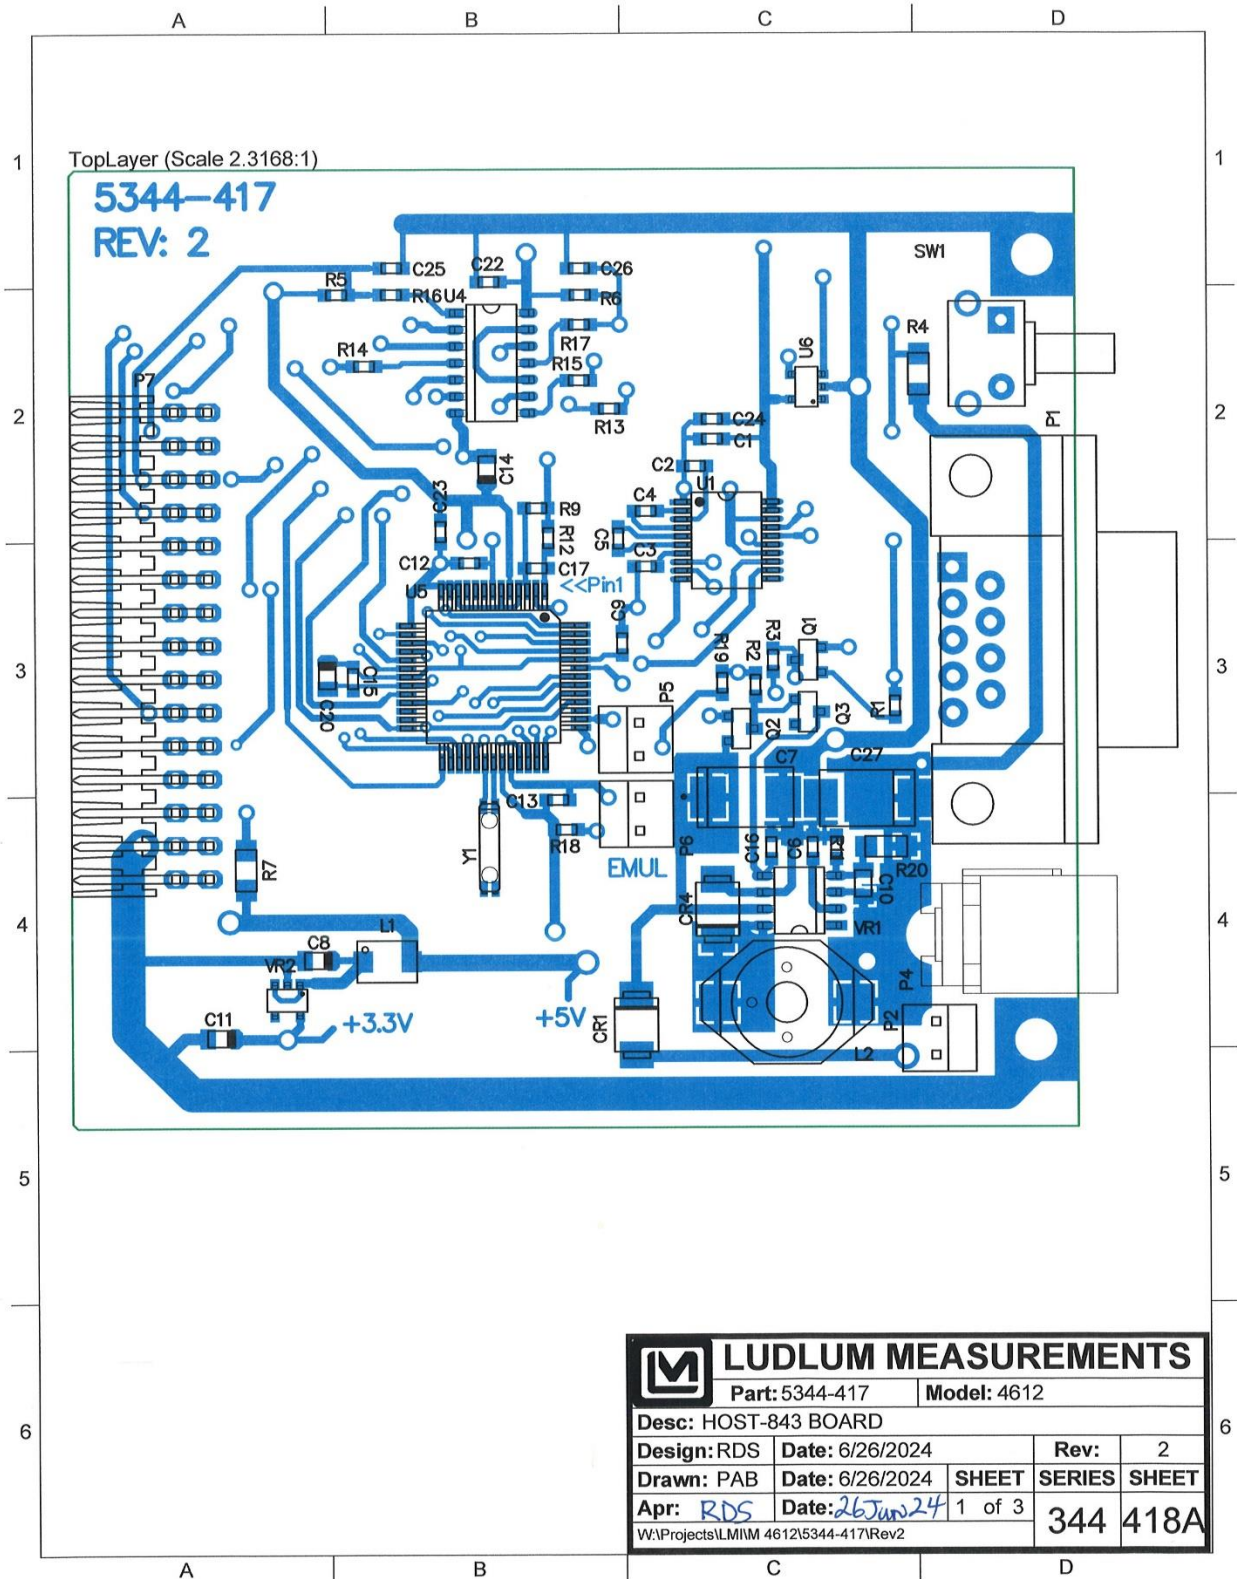 A B C D
1 1
TopLayer (Scale 2.3168:1)
5344-417
REV: 2
SW1
C25 C22 C26
R5 R16 U4 R6
R17 U6 R4
R14 R15
P7
2 R13 C24 P1 2
C1
C14 C2 U1
C23 R9 C4
R12 C5
C12 C17 C3
U5 <<Pin1
C9
R3 Q1
R19 R2
3 C15 P5 3
C20 Q2 Q3 R1
C7 C27
C13
Y1 R18 P6 C16 C6 R11 R20
R7 EMUL C10
CR4
4 L1 VR1 4
C8
VR2 P4
C11 +3.3V +5V CR1 P2
L2
5 5
LM LUDLUM MEASUREMENTS
Part: 5344-417 Model: 4612
Desc: HOST-843 BOARD
6 6
Design: RDS Date: 6/26/2024 Rev: 2
Drawn: PAB Date: 6/26/2024 SHEET SERIES SHEET
Apr: RDS Date: 26Jun24 1 of 3 344 418A
W:\Projects\LMI\M 4612\5344-417\Rev2
A B C D